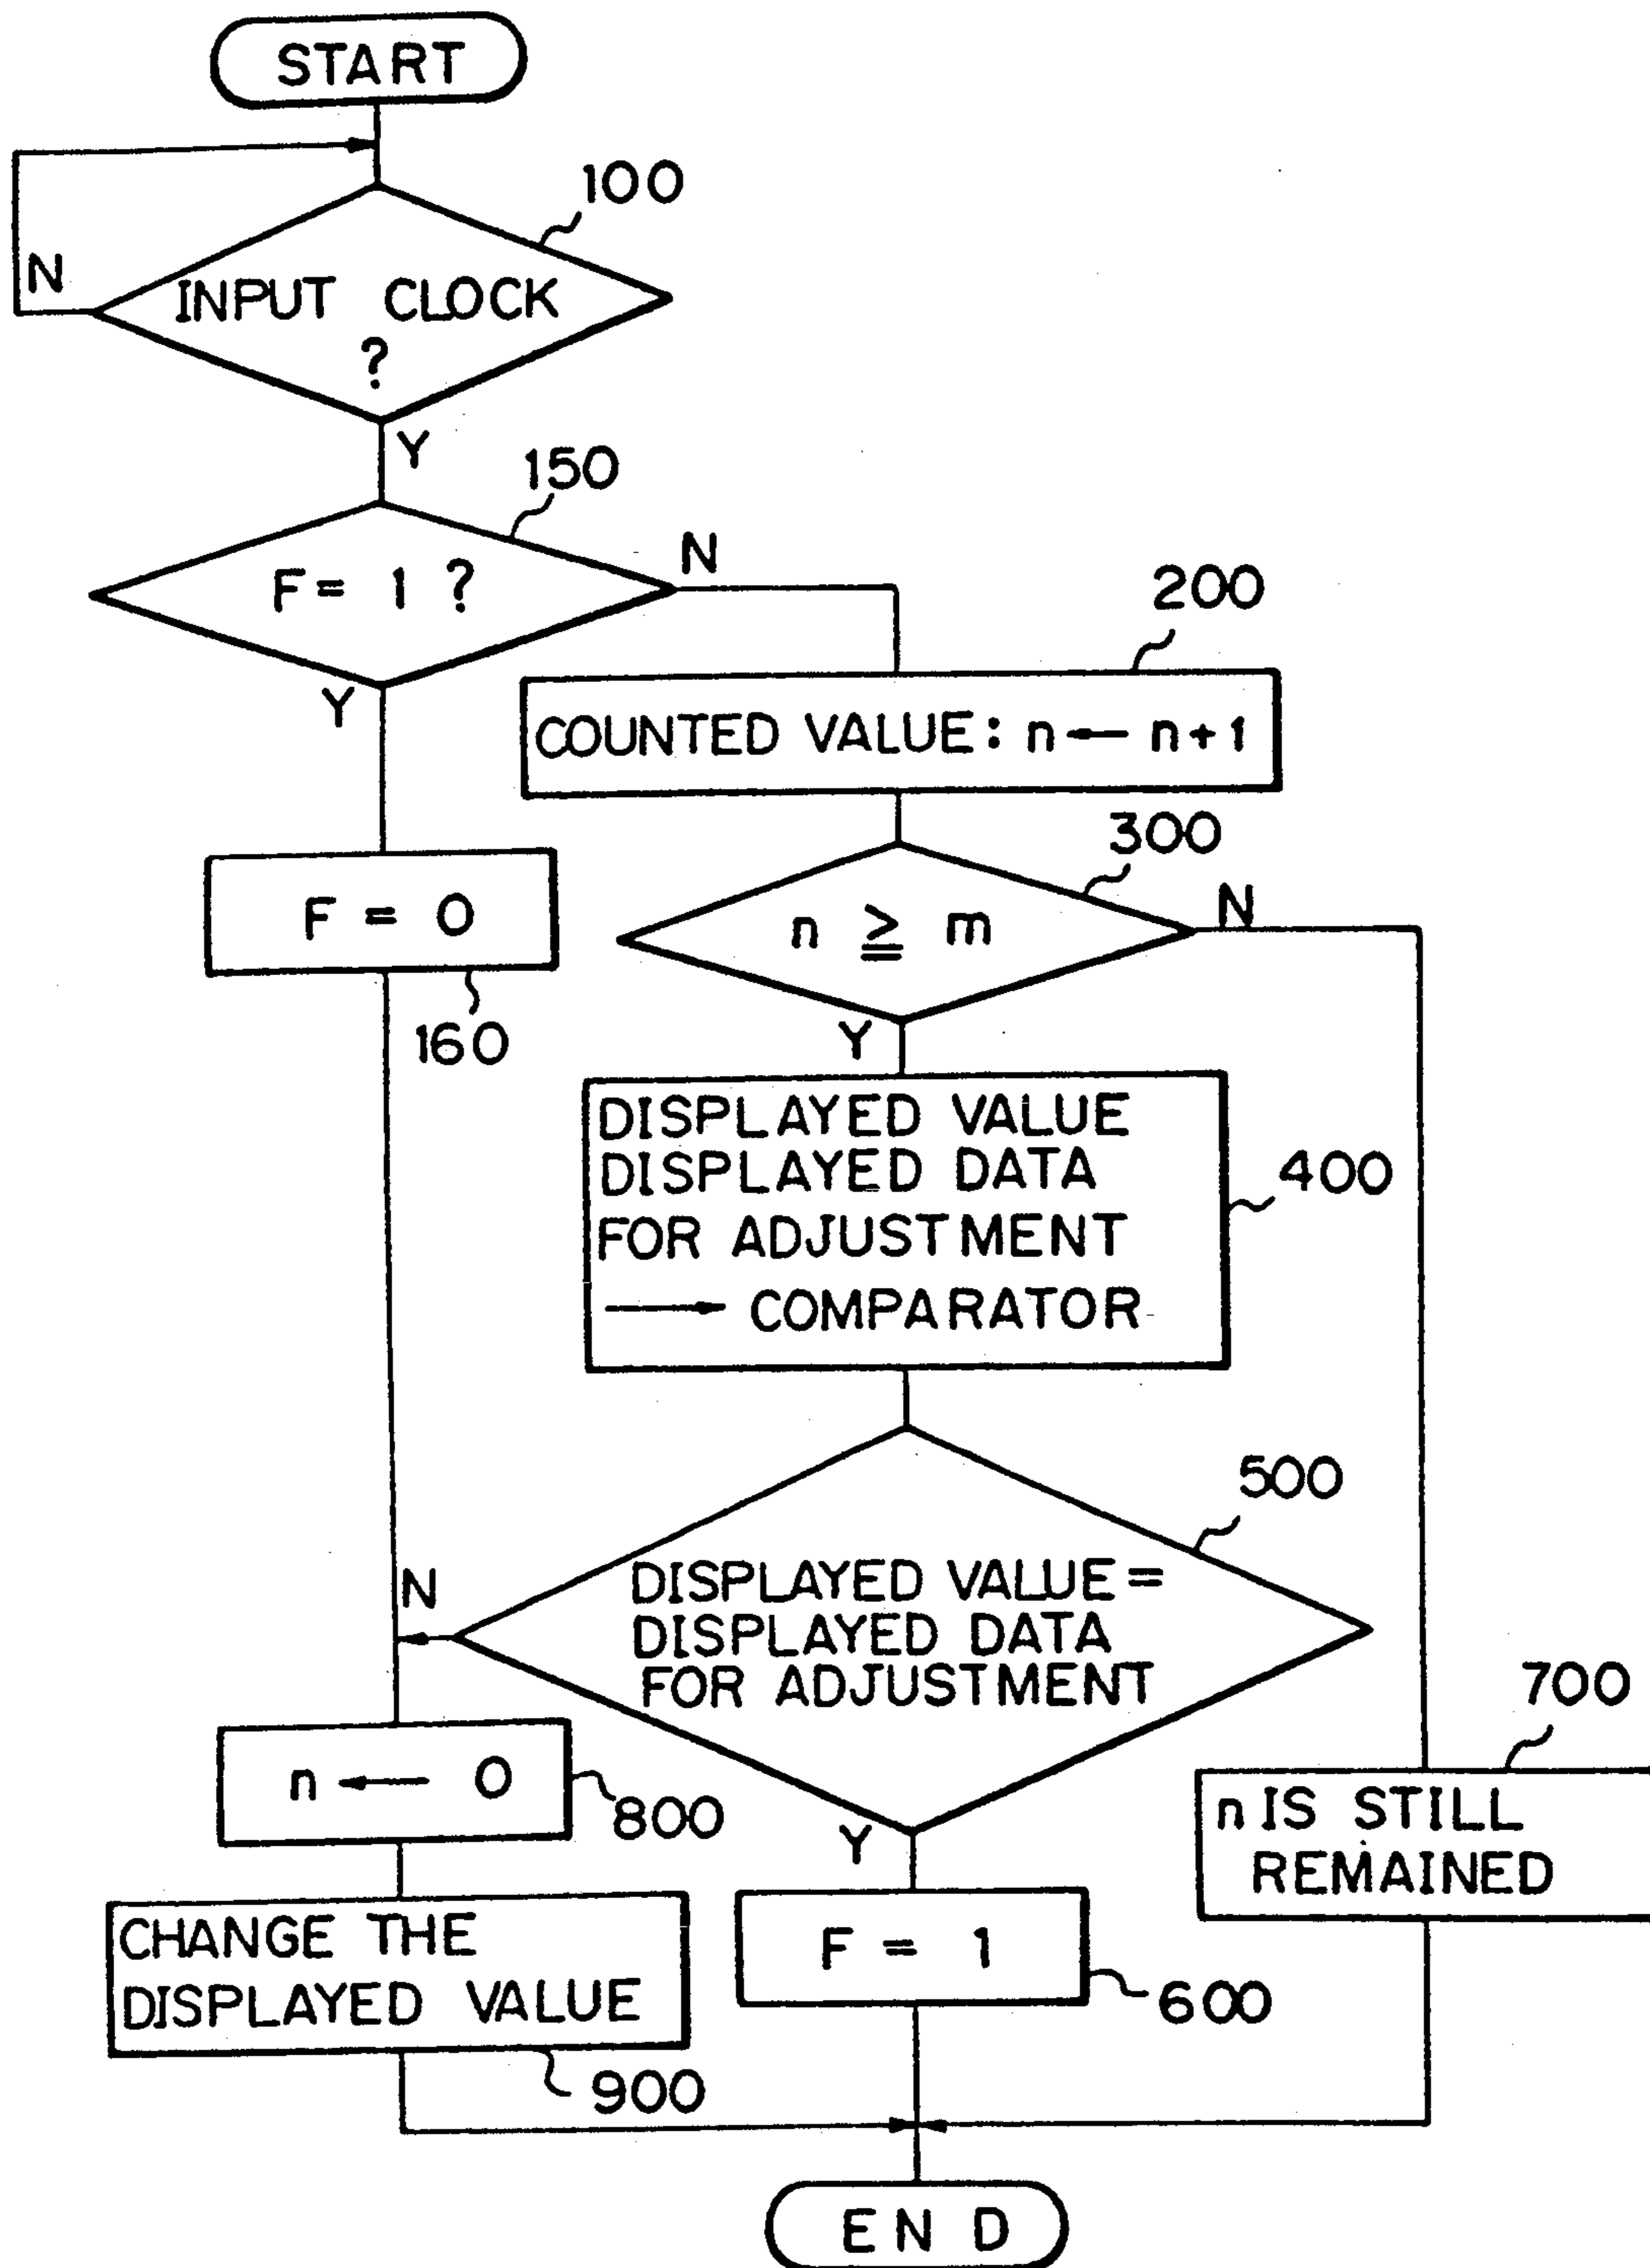 START
100
N
INPUT CLOCK
?
Y
150
F = 1 ?
N
200
Y
COUNTED VALUE: n ← n+1
300
F = 0
n ≧ m
N
160
Y
DISPLAYED VALUE
DISPLAYED DATA
FOR ADJUSTMENT
→ COMPARATOR
400
500
N
DISPLAYED VALUE =
DISPLAYED DATA
FOR ADJUSTMENT
700
n ← 0
800
Y
n IS STILL
REMAINED
CHANGE THE
DISPLAYED VALUE
F = 1
600
900
END